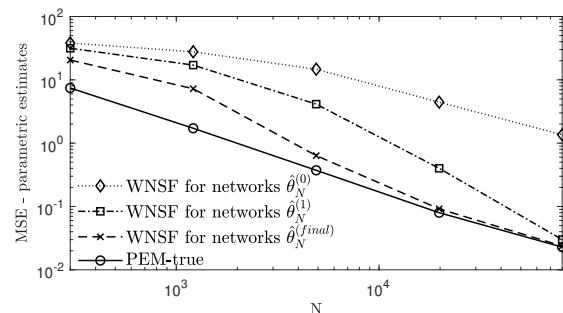 10^2
10^1
10^0
10^-1
10^-2
MSE - parametric estimates
WNSF for networks θ̂_N^(0)
WNSF for networks θ̂_N^(1)
WNSF for networks θ̂_N^(final)
PEM-true
10^3
10^4
N